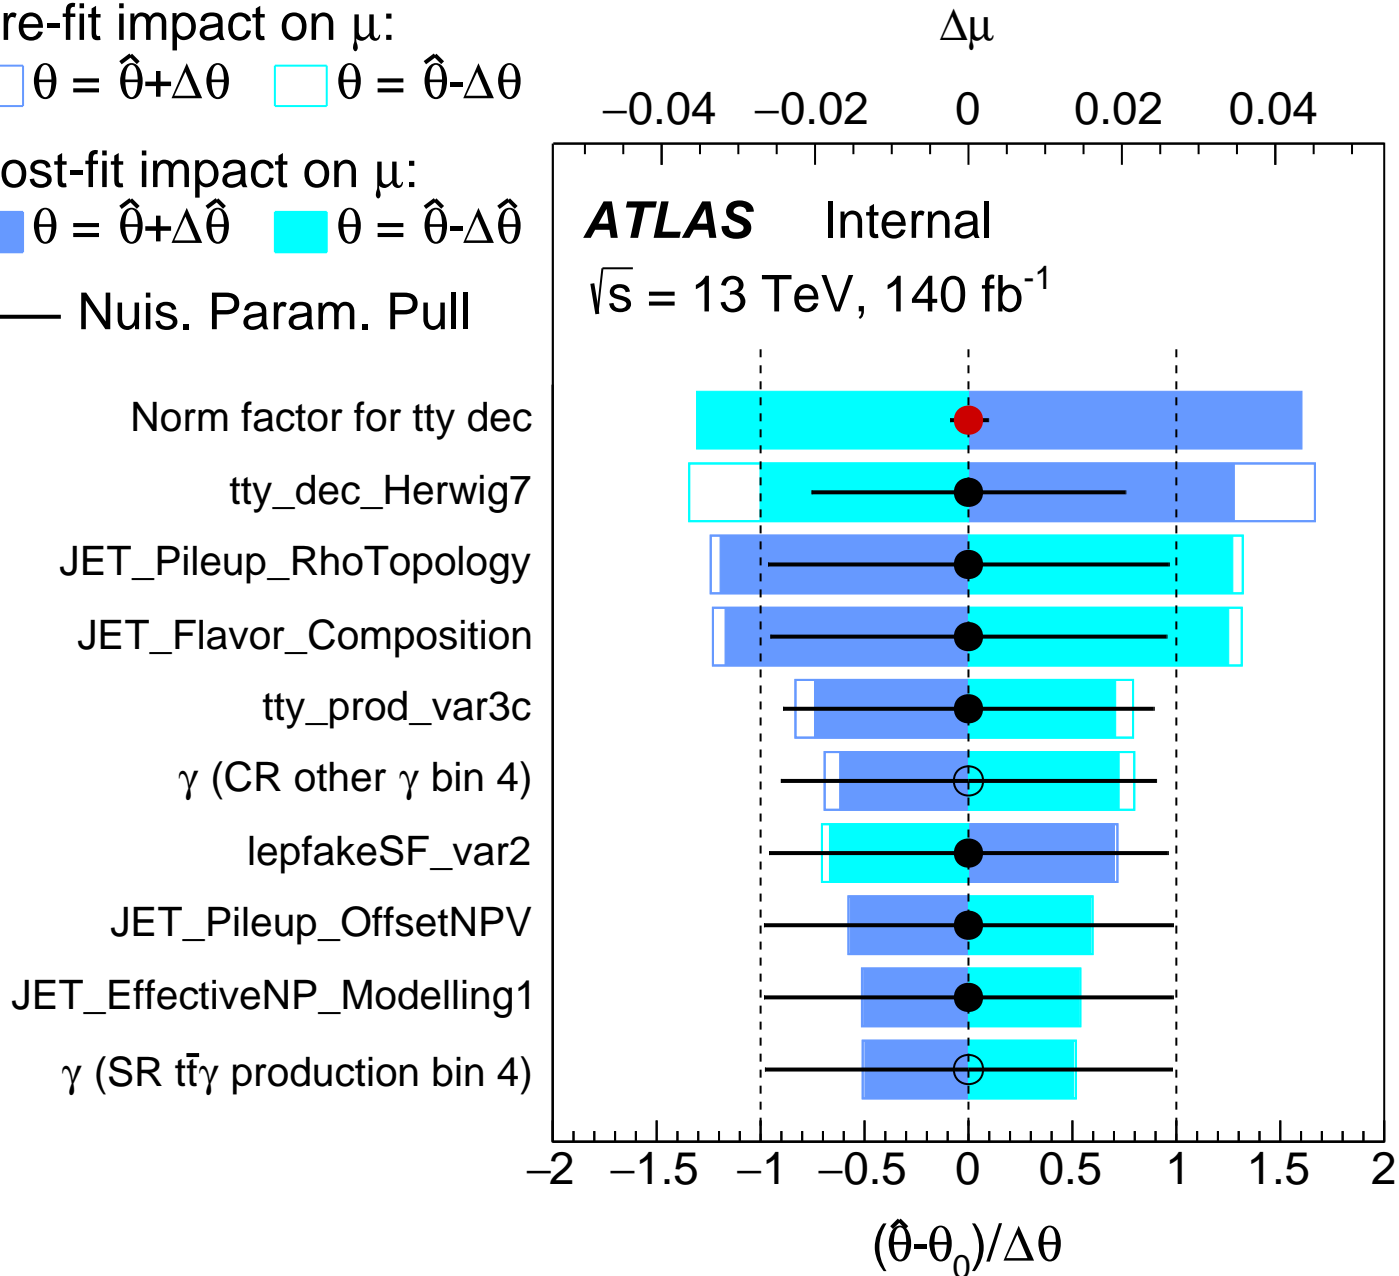 re-fit impact on μ:
θ = θ̂+Δθ θ = θ̂-Δθ
ost-fit impact on μ:
θ = θ̂+Δθ̂ θ = θ̂-Δθ̂
Nuis. Param. Pull
Δμ
−0.04 −0.02 0 0.02 0.04
ATLAS Internal
√s = 13 TeV, 140 fb⁻¹
Norm factor for tty dec
tty_dec_Herwig7
JET_Pileup_RhoTopology
JET_Flavor_Composition
tty_prod_var3c
γ (CR other γ bin 4)
lepfakeSF_var2
JET_Pileup_OffsetNPV
JET_EffectiveNP_Modelling1
γ (SR tt̄γ production bin 4)
−2 −1.5 −1 −0.5 0 0.5 1 1.5 2
(θ̂-θ₀)/Δθ